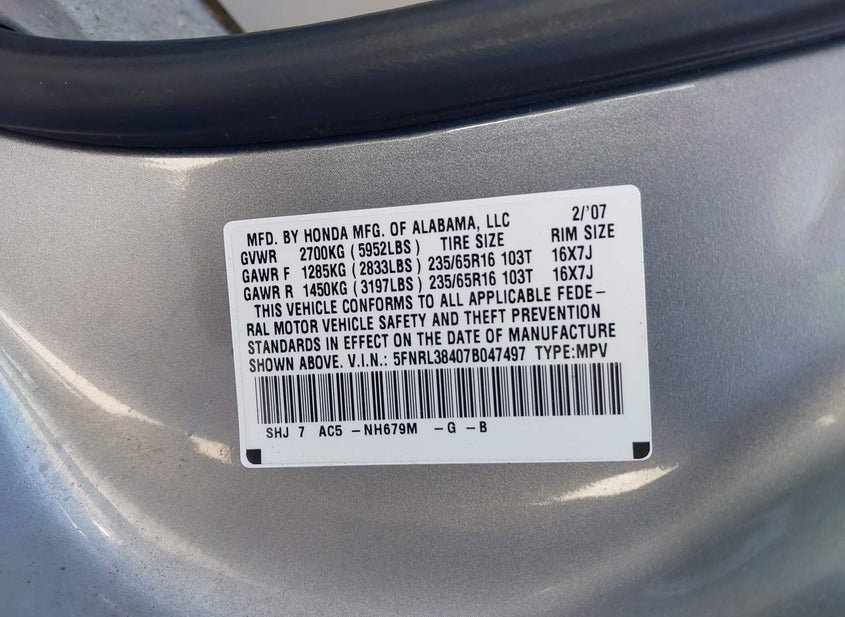 MFD. BY HONDA MFG. OF ALABAMA, LLC 2/'07
GVWR 2700KG (5952LBS) TIRE SIZE RIM SIZE
GAWR F 1285KG (2833LBS) 235/65R16 103T 16X7J
GAWR R 1450KG (3197LBS) 235/65R16 103T 16X7J
THIS VEHICLE CONFORMS TO ALL APPLICABLE FEDE-
RAL MOTOR VEHICLE SAFETY AND THEFT PREVENTION
STANDARDS IN EFFECT ON THE DATE OF MANUFACTURE
SHOWN ABOVE. V.I.N.: 5FNRL38407B047497 TYPE:MPV
SHJ 7 AC5 -NH679M -G -B